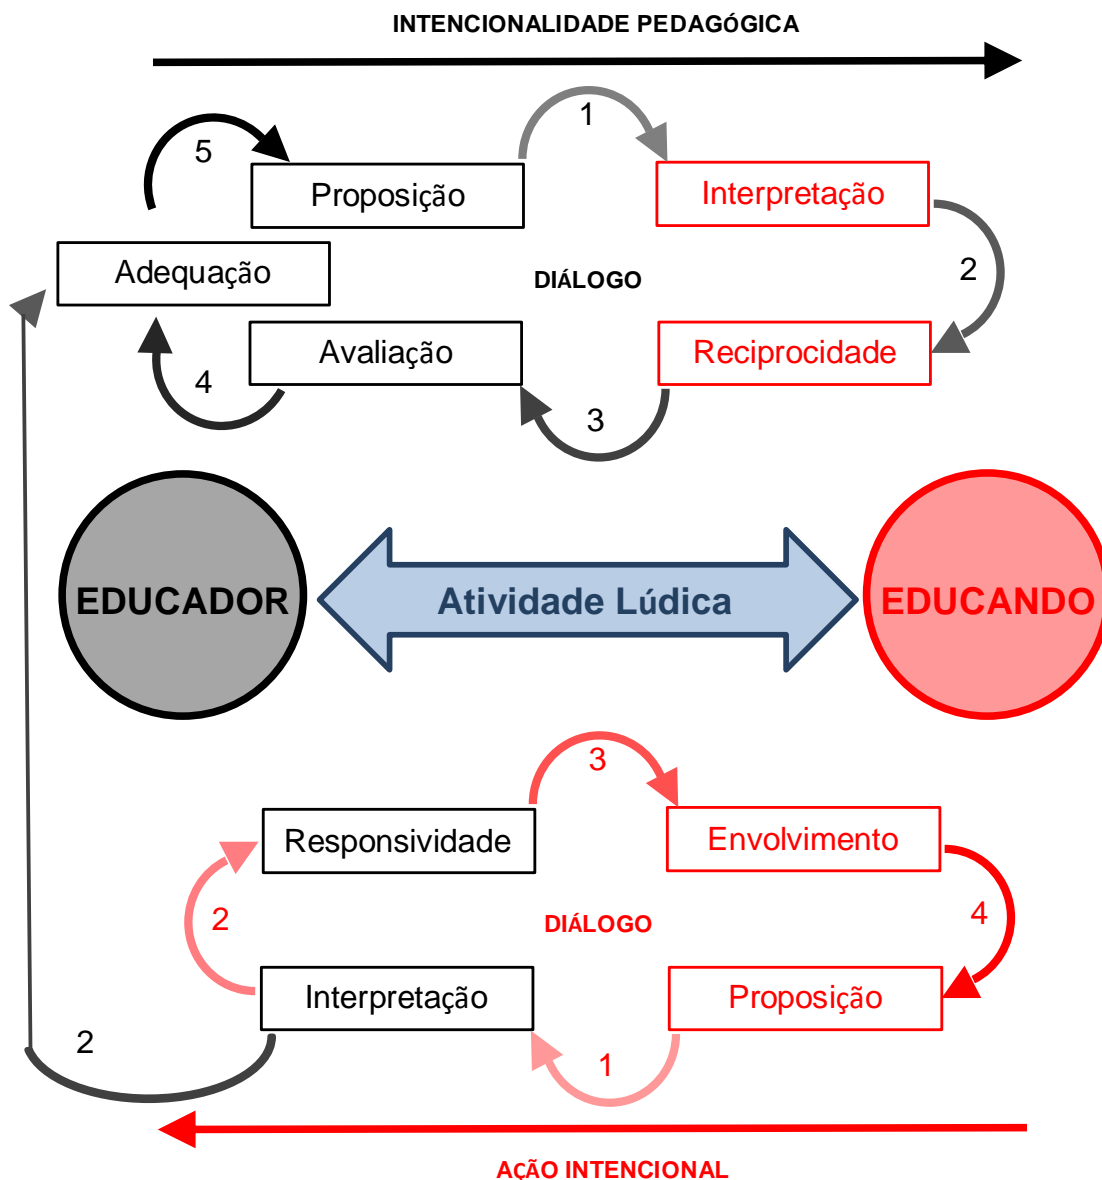 INTENCIONALIDADE PEDAGÓGICA
1
5
Proposição
Interpretação
Adequação
DIÁLOGO
2
Avaliação
Reciprocidade
4
3
EDUCADOR
Atividade Lúdica
EDUCANDO
3
Responsividade
Envolvimento
2
DIÁLOGO
4
Interpretação
Proposição
2
1
AÇÃO INTENCIONAL